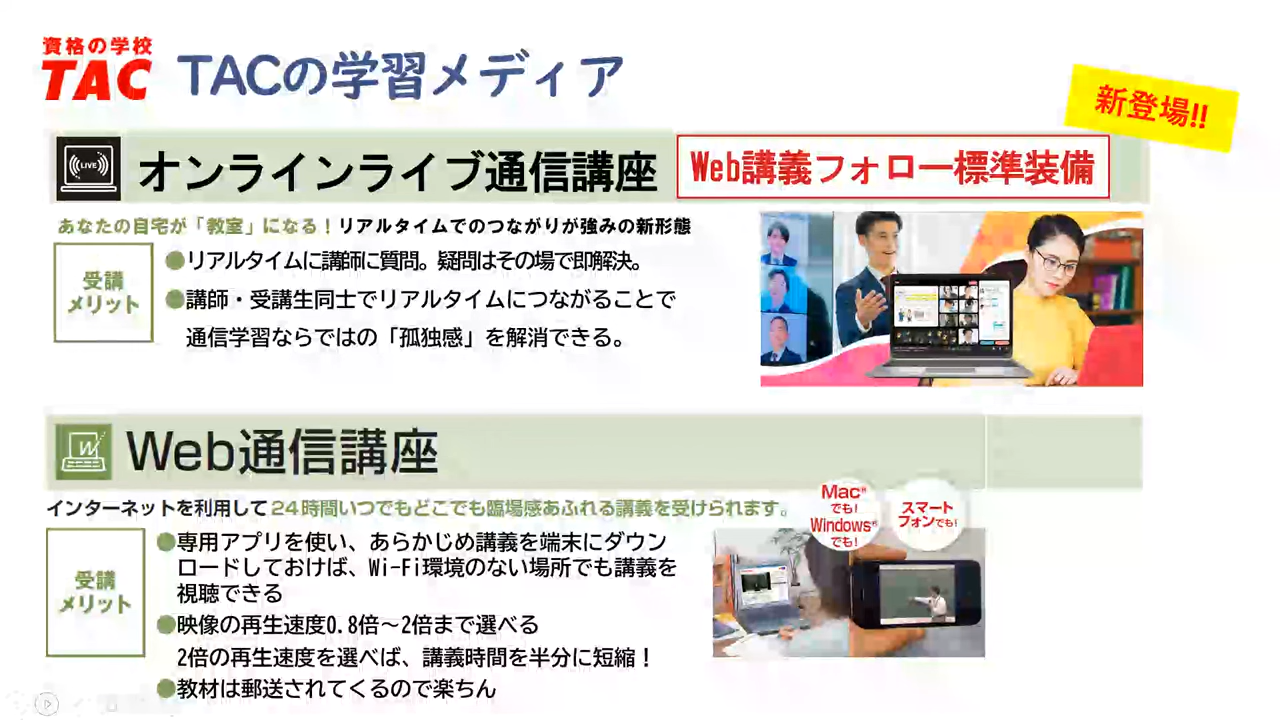 資格の学校
TAC
TACの学習メディア
新登場!!
LIVE
オンラインライブ通信講座
Web講義フォロー標準装備
あなたの自宅が「教室」になる！リアルタイムでのつながりが強みの新形態
受講
メリット
●リアルタイムに講師に質問。疑問はその場で即解決。
●講師・受講生同士でリアルタイムにつながることで
通信学習ならではの「孤独感」を解消できる。
W
Web通信講座
インターネットを利用して24時間いつでもどこでも臨場感あふれる講義を受けられます。
Mac※
でも!
Windows※
でも!
スマート
フォンでも!
受講
メリット
●専用アプリを使い、あらかじめ講義を端末にダウン
ロードしておけば、Wi-Fi環境のない場所でも講義を
視聴できる
●映像の再生速度0.8倍～2倍まで選べる
2倍の再生速度を選べば、講義時間を半分に短縮！
●教材は郵送されてくるので楽ちん